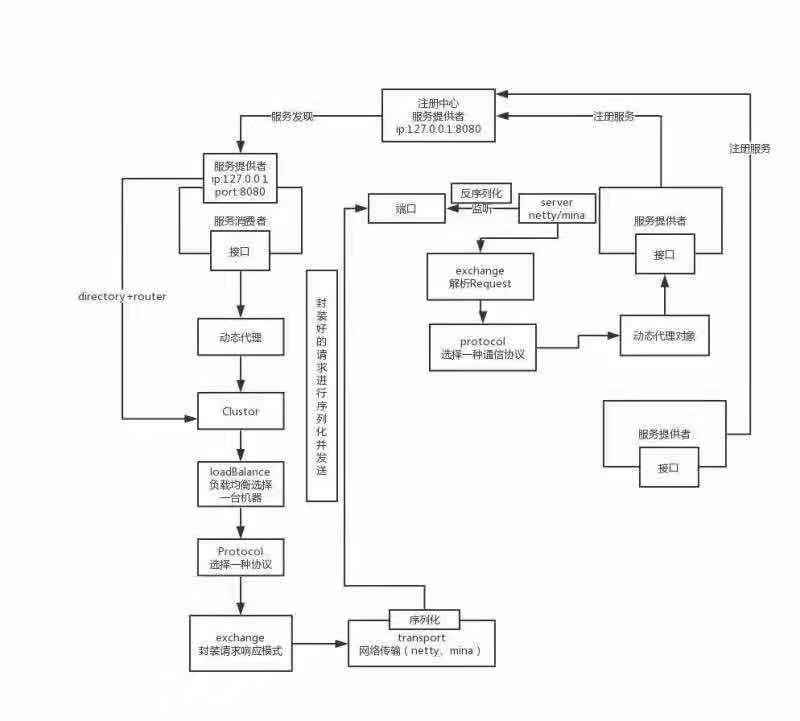 注册中心
服务提供者
ip:127.0.0.1:8080
服务发现
注册服务
注册服务
服务提供者
ip:127.0.0.1
port:8080
服务消费者
接口
反序列化
端口
监听
server
netty/mina
服务提供者
接口
exchange
解析Request
directory+router
封装好的请求进行序列化并发送
动态代理
protocol
选择一种通信协议
动态代理对象
Clustor
服务提供者
接口
loadBalance
负载均衡选择
一台机器
Protocol
选择一种协议
exchange
封装请求响应模式
序列化
transport
网络传输（netty、mina）